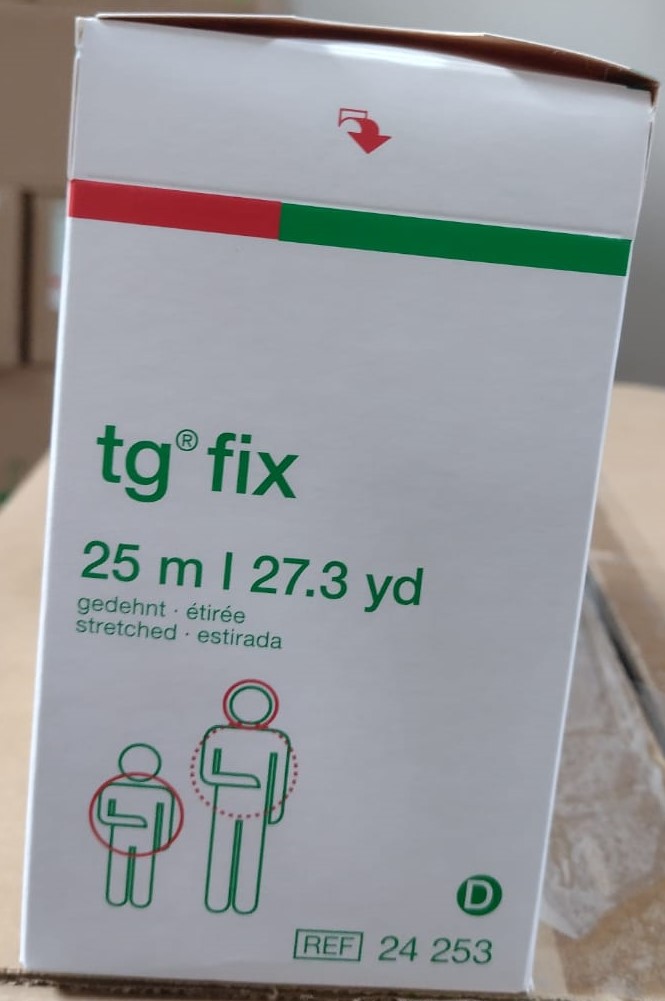 tg® fix
25 m | 27.3 yd
gedehnt · étirée
stretched · estirada
D
REF 24 253